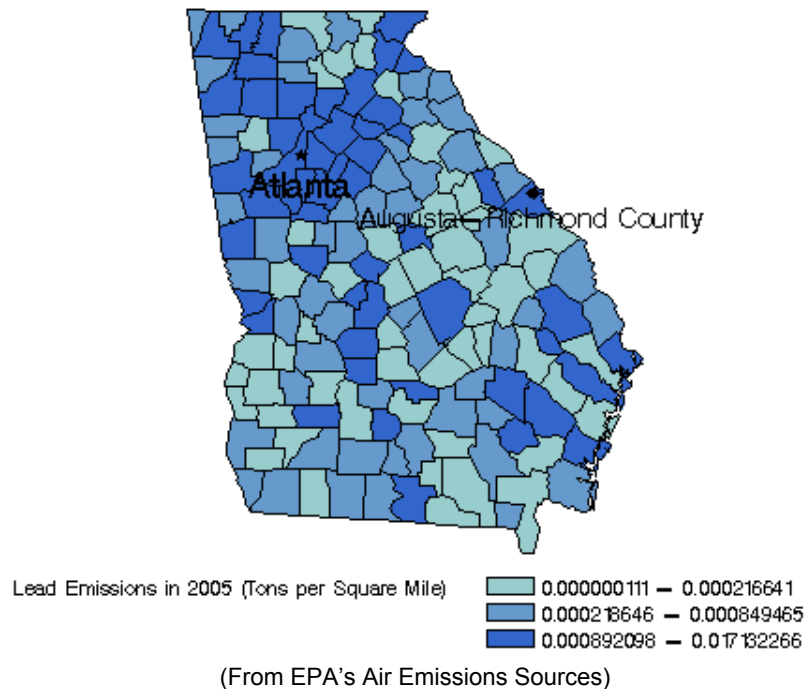 Atlanta
Augusta—Richmond County
Lead Emissions in 2005 (Tons per Square Mile)
0.000000111 — 0.000216641
0.000218646 — 0.000849465
0.000892098 — 0.017132266
(From EPA's Air Emissions Sources)